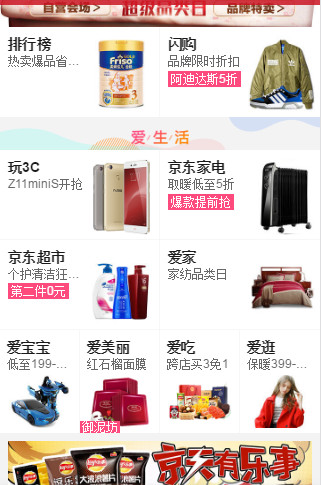 自营会场 >
超级品类日
品牌特卖 >
排行榜
热卖爆品省...
Friso
3
闪购
品牌限时折扣
阿迪达斯5折
爱生活
玩3C
Z11miniS开抢
京东家电
取暖低至5折
爆款提前抢
京东超市
个护清洁狂...
第二件0元
爱家
家纺品类日
爱宝宝
低至199-...
爱美丽
红石榴面膜
御泥坊
爱吃
跨店买3免1
爱逛
保暖399-...
京天有乐事